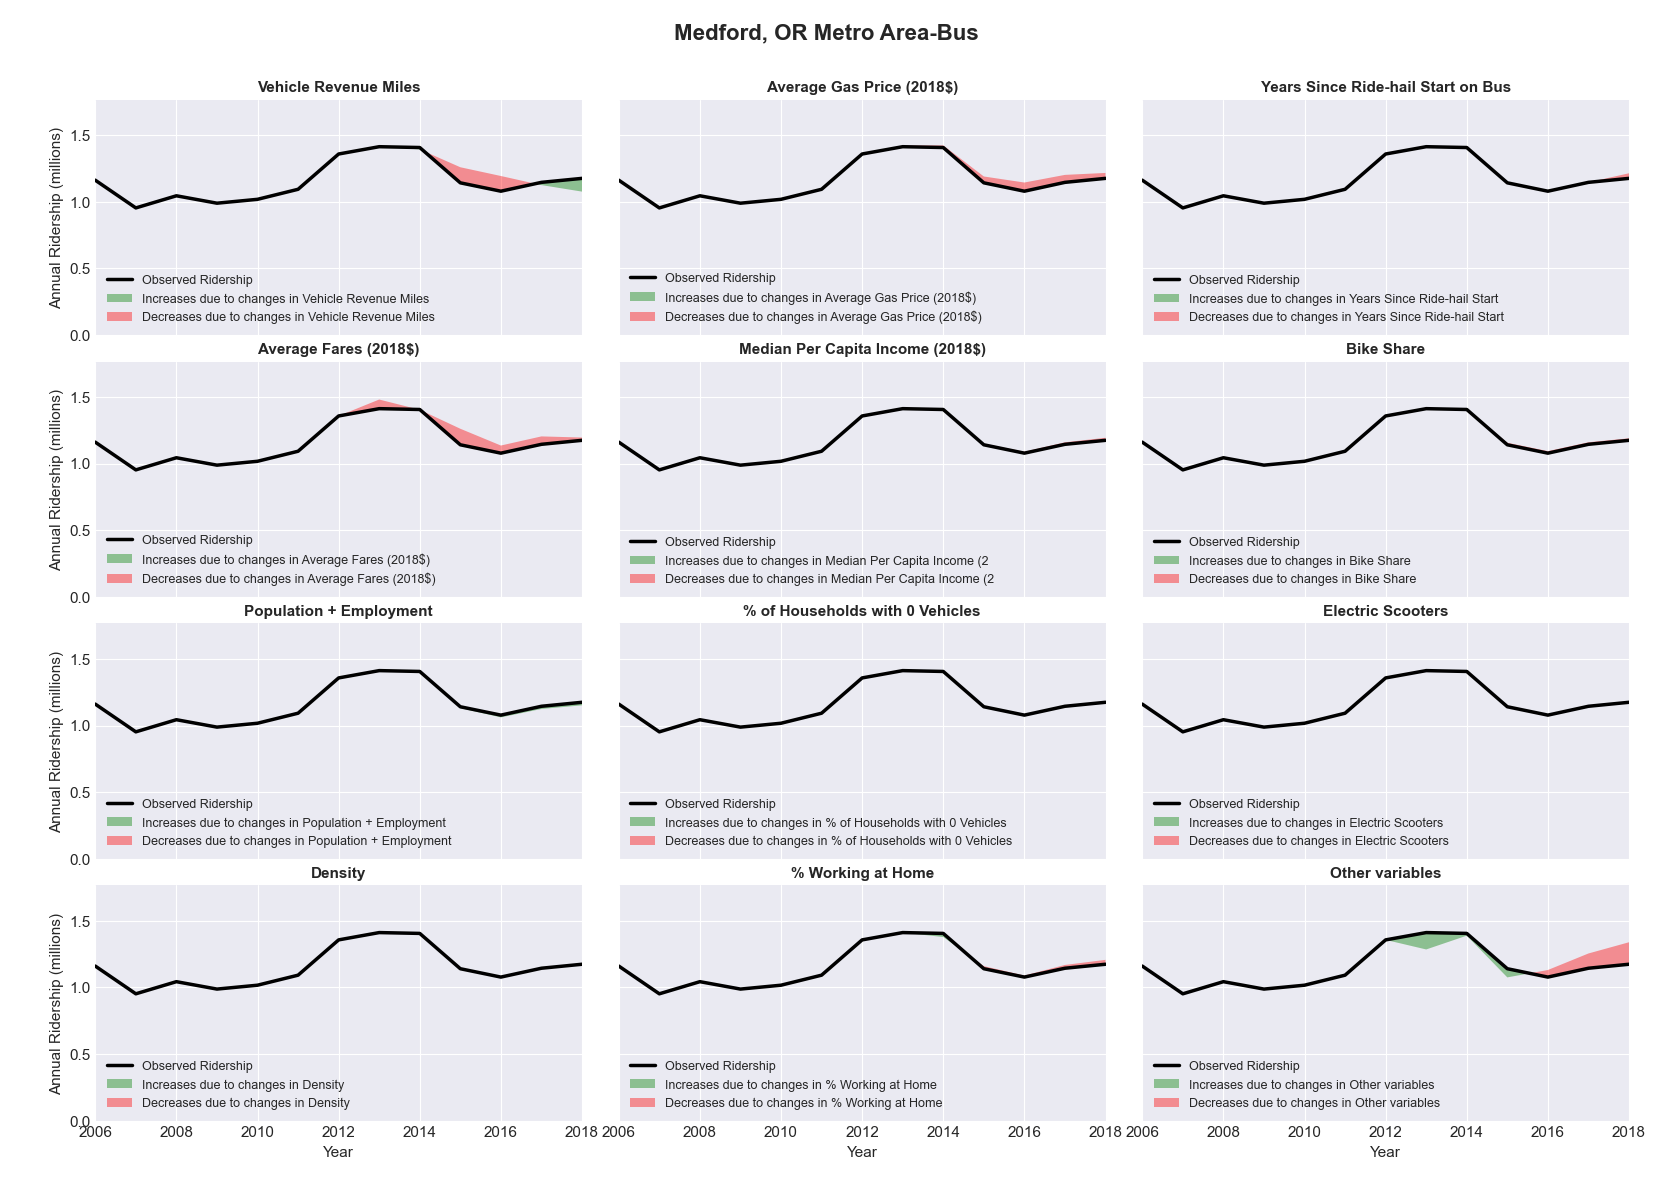 Medford, OR Metro Area-Bus
Vehicle Revenue Miles
Annual Ridership (millions)
1.5
1.0
0.5
0.0
Observed Ridership
Increases due to changes in Vehicle Revenue Miles
Decreases due to changes in Vehicle Revenue Miles
Average Gas Price (2018$)
Observed Ridership
Increases due to changes in Average Gas Price (2018$)
Decreases due to changes in Average Gas Price (2018$)
Years Since Ride-hail Start on Bus
Observed Ridership
Increases due to changes in Years Since Ride-hail Start
Decreases due to changes in Years Since Ride-hail Start
Average Fares (2018$)
Annual Ridership (millions)
1.5
1.0
0.5
0.0
Observed Ridership
Increases due to changes in Average Fares (2018$)
Decreases due to changes in Average Fares (2018$)
Median Per Capita Income (2018$)
Observed Ridership
Increases due to changes in Median Per Capita Income (2
Decreases due to changes in Median Per Capita Income (2
Bike Share
Observed Ridership
Increases due to changes in Bike Share
Decreases due to changes in Bike Share
Population + Employment
Annual Ridership (millions)
1.5
1.0
0.5
0.0
Observed Ridership
Increases due to changes in Population + Employment
Decreases due to changes in Population + Employment
% of Households with 0 Vehicles
Observed Ridership
Increases due to changes in % of Households with 0 Vehicles
Decreases due to changes in % of Households with 0 Vehicles
Electric Scooters
Observed Ridership
Increases due to changes in Electric Scooters
Decreases due to changes in Electric Scooters
Density
Annual Ridership (millions)
1.5
1.0
0.5
0.0
Observed Ridership
Increases due to changes in Density
Decreases due to changes in Density
2006 2008 2010 2012 2014 2016 2018
Year
% Working at Home
Observed Ridership
Increases due to changes in % Working at Home
Decreases due to changes in % Working at Home
2006 2008 2010 2012 2014 2016 2018
Year
Other variables
Observed Ridership
Increases due to changes in Other variables
Decreases due to changes in Other variables
2006 2008 2010 2012 2014 2016 2018
Year